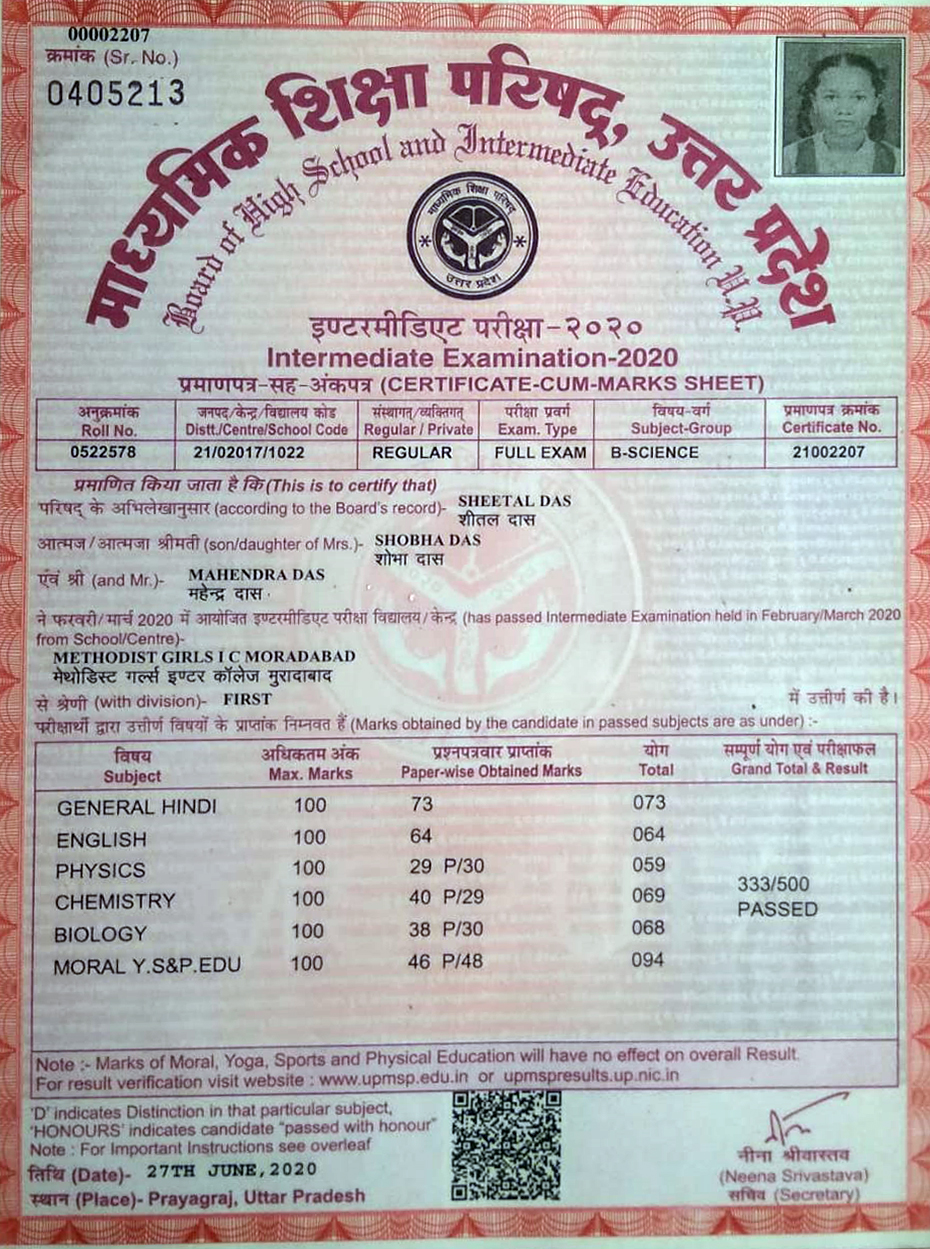 00002207
क्रमांक (Sr. No.)
0405213
माध्यमिक शिक्षा परिषद्, उत्तर प्रदेश
Board of High School and Intermediate Education U.P.
माध्यमिक शिक्षा परिषद्
उत्तर प्रदेश
इण्टरमीडिएट परीक्षा-२०२०
Intermediate Examination-2020
प्रमाणपत्र-सह-अंकपत्र (CERTIFICATE-CUM-MARKS SHEET)
अनुक्रमांक जनपद/केन्द्र/विद्यालय कोड संस्थागत्/व्यक्तिगत् परीक्षा प्रवर्ग विषय-वर्ग प्रमाणपत्र क्रमांक
Roll No. Distt./Centre/School Code Regular / Private Exam. Type Subject-Group Certificate No.
0522578 21/02017/1022 REGULAR FULL EXAM B-SCIENCE 21002207
प्रमाणित किया जाता है कि (This is to certify that)
परिषद् के अभिलेखानुसार (according to the Board's record)- SHEETAL DAS
शीतल दास
आत्मज/आत्मजा श्रीमती (son/daughter of Mrs.)- SHOBHA DAS
शोभा दास
एवं श्री (and Mr.)- MAHENDRA DAS
महेन्द्र दास
ने फरवरी/मार्च 2020 में आयोजित इण्टरमीडिएट परीक्षा विद्यालय/केन्द्र (has passed Intermediate Examination held in February/March 2020
from School/Centre)-
METHODIST GIRLS I C MORADABAD
मेथोडिस्ट गर्ल्स इण्टर कॉलेज मुरादाबाद
से श्रेणी (with division)- FIRST में उत्तीर्ण की है।
परीक्षार्थी द्वारा उत्तीर्ण विषयों के प्राप्तांक निम्नवत हैं (Marks obtained by the candidate in passed subjects are as under) :-
विषय अधिकतम अंक प्रश्नपत्रवार प्राप्तांक योग सम्पूर्ण योग एवं परीक्षाफल
Subject Max. Marks Paper-wise Obtained Marks Total Grand Total & Result
GENERAL HINDI 100 73 073
ENGLISH 100 64 064
PHYSICS 100 29 P/30 059
CHEMISTRY 100 40 P/29 069
333/500
PASSED
BIOLOGY 100 38 P/30 068
MORAL Y.S&P.EDU 100 46 P/48 094
Note :- Marks of Moral, Yoga, Sports and Physical Education will have no effect on overall Result.
For result verification visit website : www.upmsp.edu.in or upmspresults.up.nic.in
'D' indicates Distinction in that particular subject,
'HONOURS' indicates candidate "passed with honour"
Note : For Important Instructions see overleaf
तिथि (Date)- 27TH JUNE, 2020
स्थान (Place)- Prayagraj, Uttar Pradesh
नीना श्रीवास्तव
(Neena Srivastava)
सचिव (Secretary)